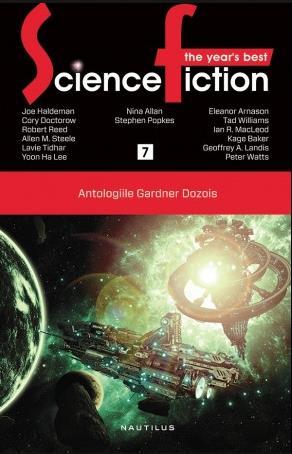 the year's best
Science Fiction
Joe Haldeman
Cory Doctorow
Robert Reed
Allen M. Steele
Lavie Tidhar
Yoon Ha Lee
Nina Allan
Stephen Popkes
Eleanor Arnason
Tad Williams
Ian R. MacLeod
Kage Baker
Geoffrey A. Landis
Peter Watts
7
Antologiile Gardner Dozois
NAUTILUS